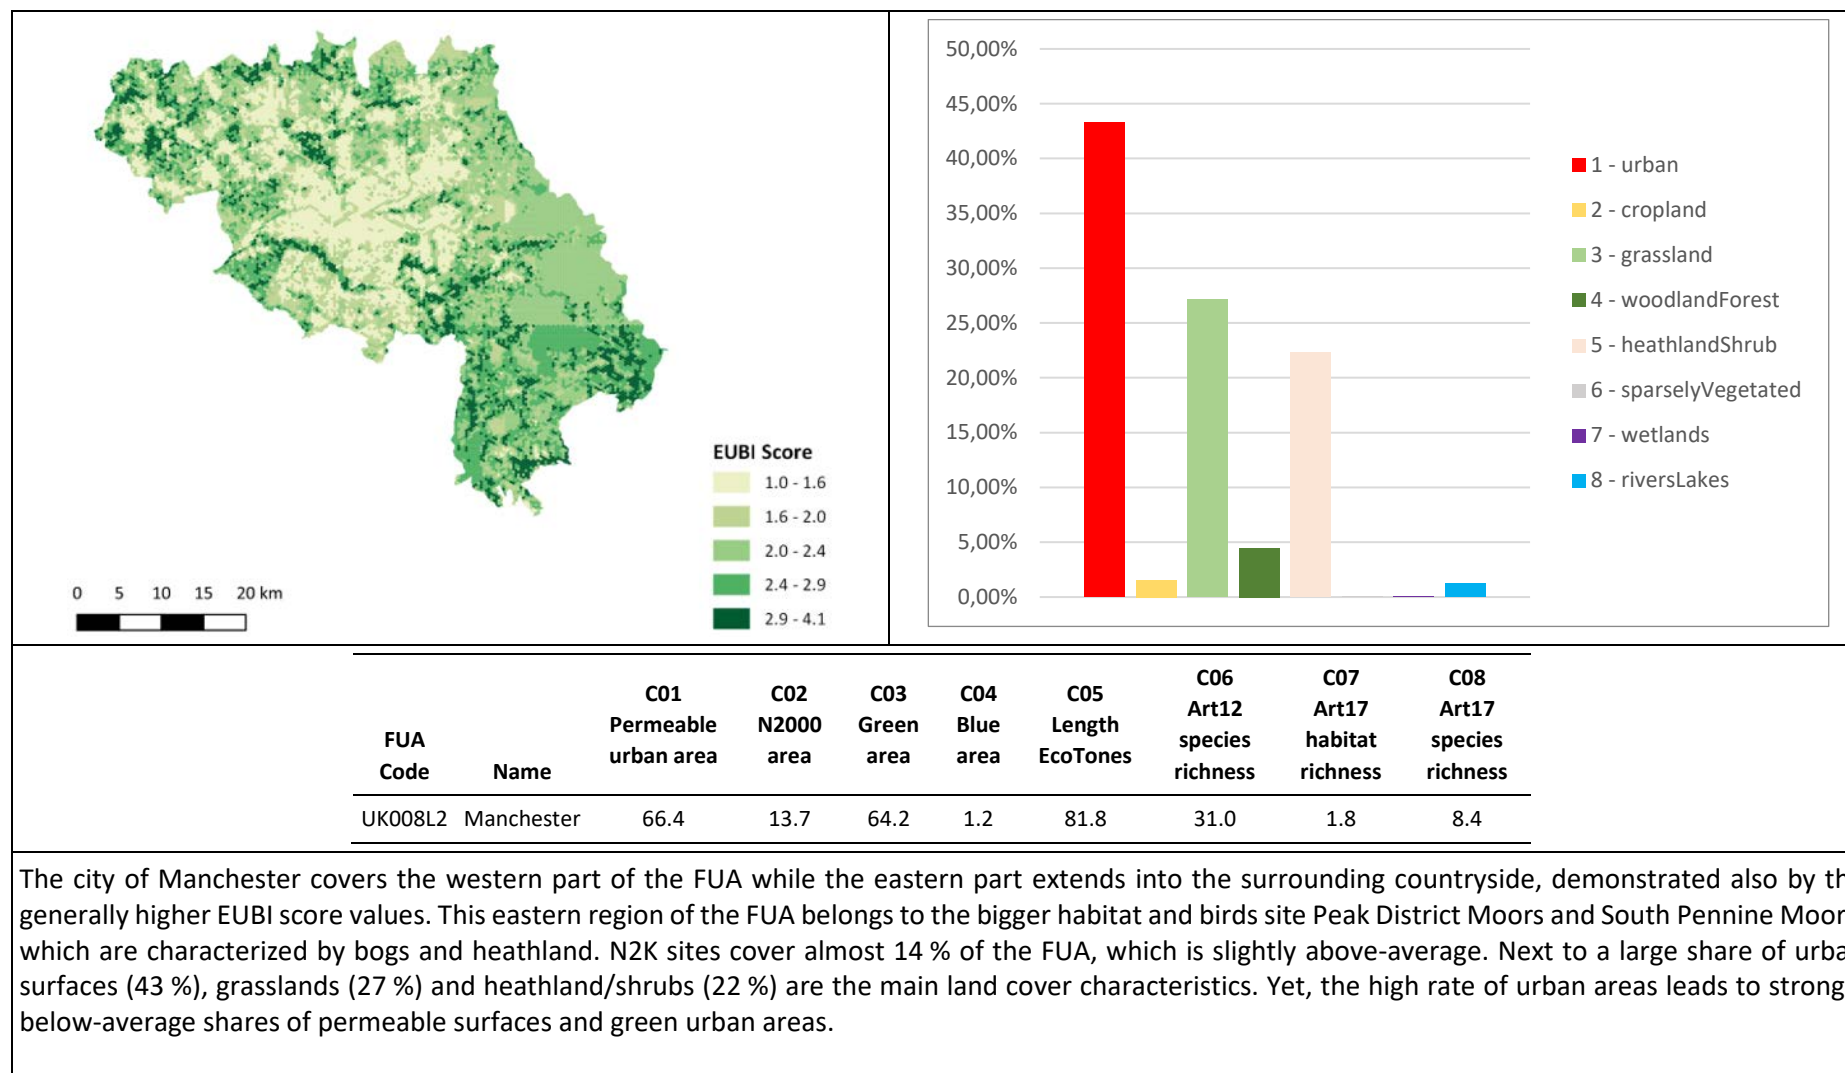 EUBI Score
1.0 - 1.6
1.6 - 2.0
2.0 - 2.4
2.4 - 2.9
2.9 - 4.1
0 5 10 15 20 km
50,00%
45,00%
40,00%
35,00%
30,00%
25,00%
20,00%
15,00%
10,00%
5,00%
0,00%
1 - urban
2 - cropland
3 - grassland
4 - woodlandForest
5 - heathlandShrub
6 - sparselyVegetated
7 - wetlands
8 - riversLakes
FUA Code Name C01 Permeable urban area C02 N2000 area C03 Green area C04 Blue area C05 Length EcoTones C06 Art12 species richness C07 Art17 habitat richness C08 Art17 species richness
UK008L2 Manchester 66.4 13.7 64.2 1.2 81.8 31.0 1.8 8.4
The city of Manchester covers the western part of the FUA while the eastern part extends into the surrounding countryside, demonstrated also by th
generally higher EUBI score values. This eastern region of the FUA belongs to the bigger habitat and birds site Peak District Moors and South Pennine Moor
which are characterized by bogs and heathland. N2K sites cover almost 14 % of the FUA, which is slightly above-average. Next to a large share of urba
surfaces (43 %), grasslands (27 %) and heathland/shrubs (22 %) are the main land cover characteristics. Yet, the high rate of urban areas leads to strong
below-average shares of permeable surfaces and green urban areas.